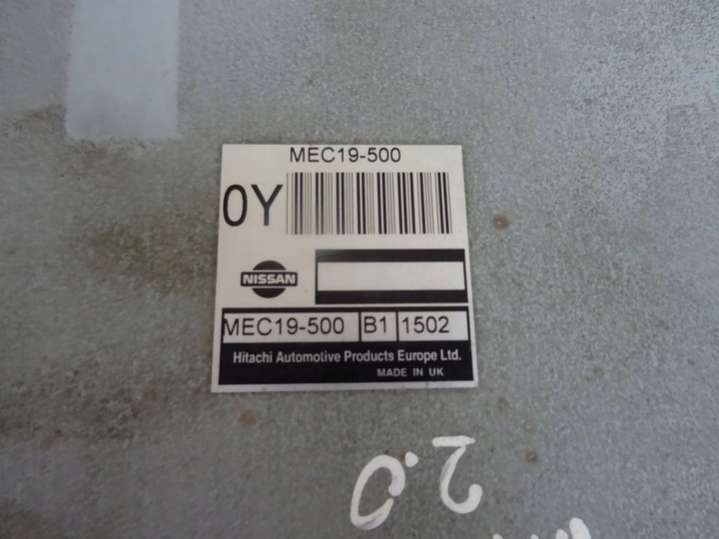 MEC19-500
0Y
NISSAN
MEC19-500 B1 1502
Hitachi Automotive Products Europe Ltd.
MADE IN UK
2.0